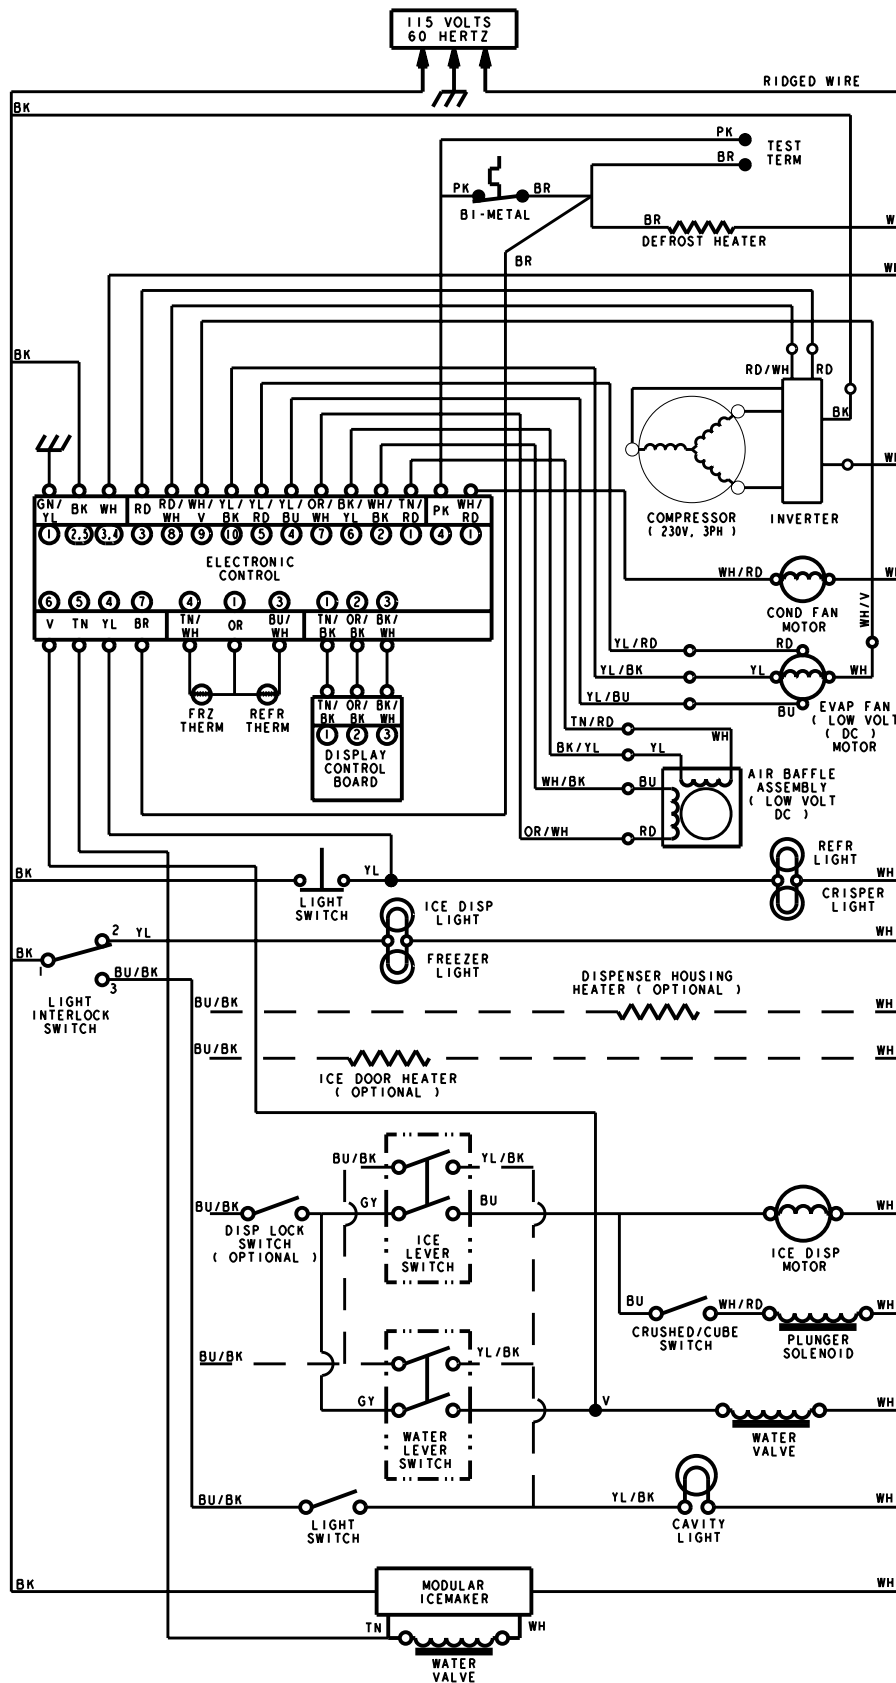 115 VOLTS
60 HERTZ
RIDGED WIRE
BK
PK
TEST
TERM
BR
PK
BR
BI-METAL
BR
W
DEFROST HEATER
BR
WH
BK
RD/WH
RD
BK
WH
COMPRESSOR
( 230V, 3PH )
INVERTER
GN/
YL
BK
WH
RD
RD/
WH
WH/
V
YL/
BK
YL/
RD
YL/
BU
OR/
WH
BK/
YL
WH/
BK
TN/
RD
PK
WH/
RD
1
2,5
3,4
3
8
9
10
5
4
7
6
2
1
4
1
ELECTRONIC
CONTROL
WH/RD
WH
COND FAN
MOTOR
WH/V
6
5
4
7
4
1
3
1
2
3
V
TN
YL
BR
TN/
WH
OR
BU/
WH
TN/
BK
OR/
BK
BK/
WH
YL/RD
RD
YL/BK
YL
WH
YL/BU
BU
EVAP FAN
( LOW VOLT
( DC )
MOTOR
FRZ
THERM
REFR
THERM
TN/
BK
OR/
BK
BK/
WH
1
2
3
DISPLAY
CONTROL
BOARD
TN/RD
WH
BK/YL
YL
WH/BK
BU
OR/WH
RD
AIR BAFFLE
ASSEMBLY
( LOW VOLT
DC )
REFR
LIGHT
BK
YL
WH
LIGHT
SWITCH
CRISPER
LIGHT
ICE DISP
LIGHT
2
YL
WH
BK
1
FREEZER
LIGHT
BU/BK
3
LIGHT
INTERLOCK
SWITCH
DISPENSER HOUSING
HEATER ( OPTIONAL )
BU/BK
WH
BU/BK
WH
ICE DOOR HEATER
( OPTIONAL )
BU/BK
YL/BK
BU/BK
GY
BU
WH
DISP LOCK
SWITCH
( OPTIONAL )
ICE
LEVER
SWITCH
ICE DISP
MOTOR
BU
WH/RD
WH
CRUSHED/CUBE
SWITCH
PLUNGER
SOLENOID
BU/BK
YL/BK
GY
V
WH
WATER
LEVER
SWITCH
WATER
VALVE
BU/BK
YL/BK
WH
LIGHT
SWITCH
CAVITY
LIGHT
BK
MODULAR
ICEMAKER
WH
TN
WH
WATER
VALVE